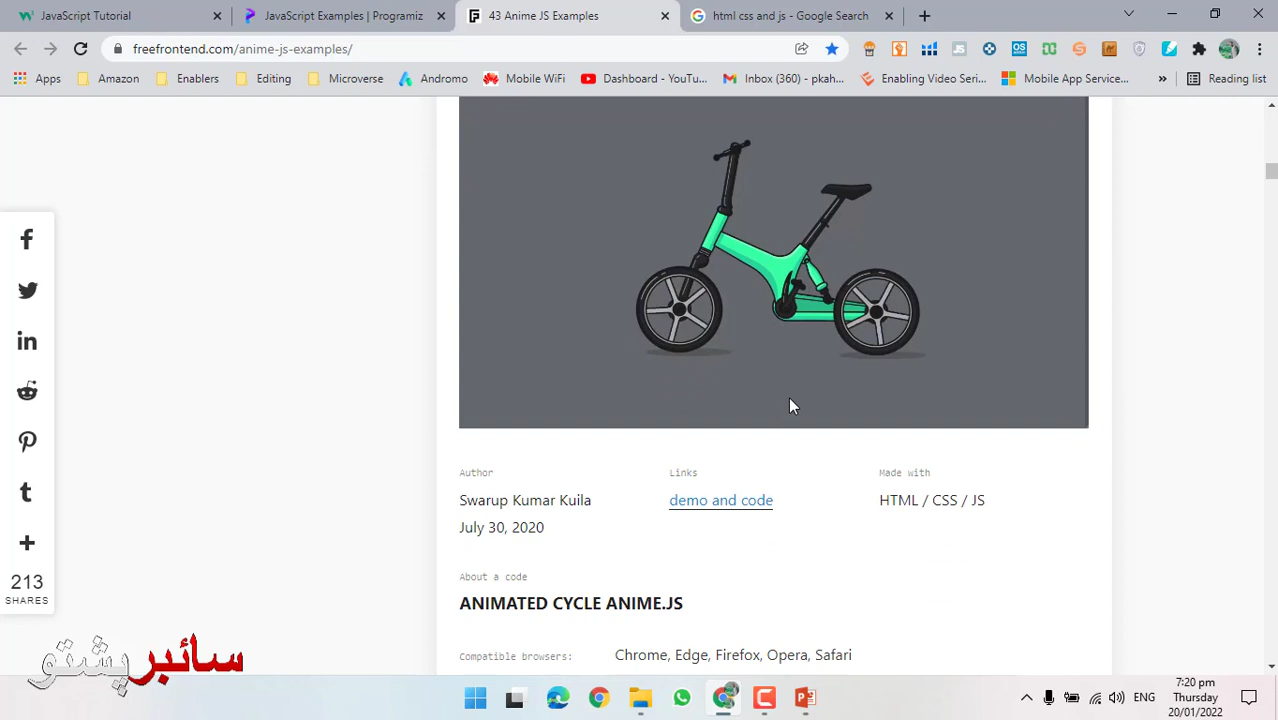 JavaScript Tutorial
JavaScript Examples | Programiz
43 Anime JS Examples
html css and js - Google Search
freefrontend.com/anime-js-examples/
Apps
Amazon
Enablers
Editing
Microverse
Andromo
Mobile WiFi
Dashboard - YouTu...
Inbox (360) - pkah...
Enabling Video Seri...
Mobile App Service...
»
Reading list
213
SHARES
Author
Links
Made with
Swarup Kumar Kuila
demo and code
HTML / CSS / JS
July 30, 2020
About a code
ANIMATED CYCLE ANIME.JS
Compatible browsers:
Chrome, Edge, Firefox, Opera, Safari
سائبر پښتو
ENG
7:20 pm
Thursday
20/01/2022